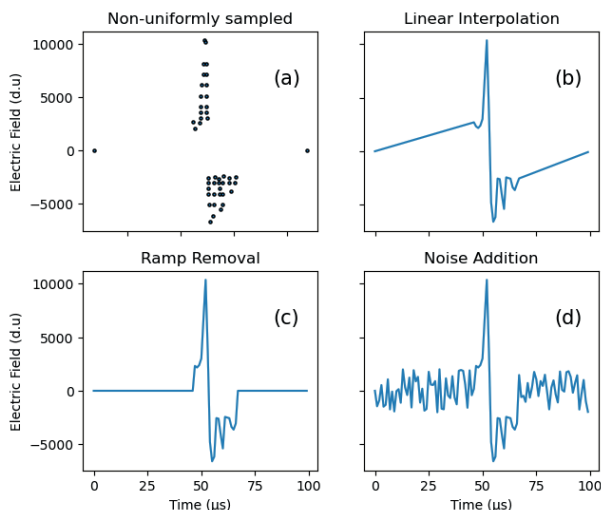 Non-uniformly sampled
Linear Interpolation
Electric Field (d.u)
10000
5000
0
−5000
(a)
(b)
Ramp Removal
Noise Addition
Electric Field (d.u)
10000
5000
0
−5000
(c)
(d)
0 25 50 75 100
0 25 50 75 100
Time (μs)
Time (μs)